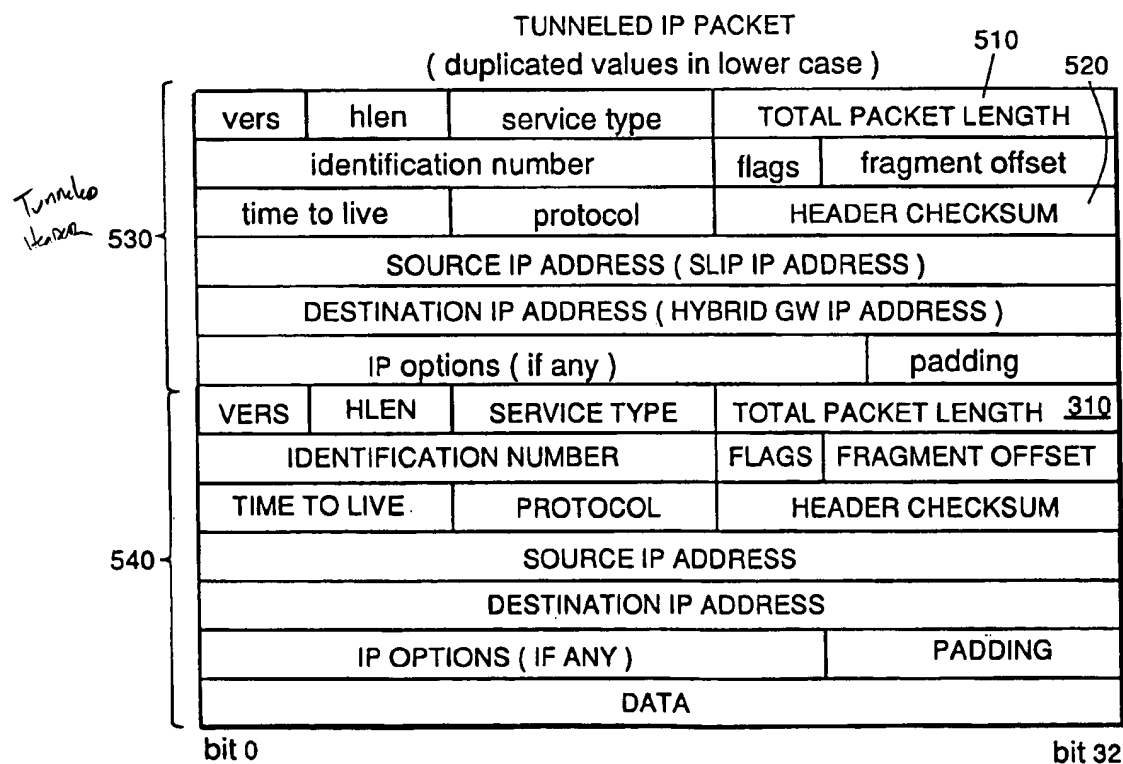 TUNNELED IP PACKET
( duplicated values in lower case )
510
520
vers hlen service type TOTAL PACKET LENGTH
identification number flags fragment offset
time to live protocol HEADER CHECKSUM
Tunneled
Header
530
SOURCE IP ADDRESS ( SLIP IP ADDRESS )
DESTINATION IP ADDRESS ( HYBRID GW IP ADDRESS )
IP options ( if any ) padding
VERS HLEN SERVICE TYPE TOTAL PACKET LENGTH 310
IDENTIFICATION NUMBER FLAGS FRAGMENT OFFSET
TIME TO LIVE PROTOCOL HEADER CHECKSUM
540
SOURCE IP ADDRESS
DESTINATION IP ADDRESS
IP OPTIONS ( IF ANY ) PADDING
DATA
bit 0 bit 32